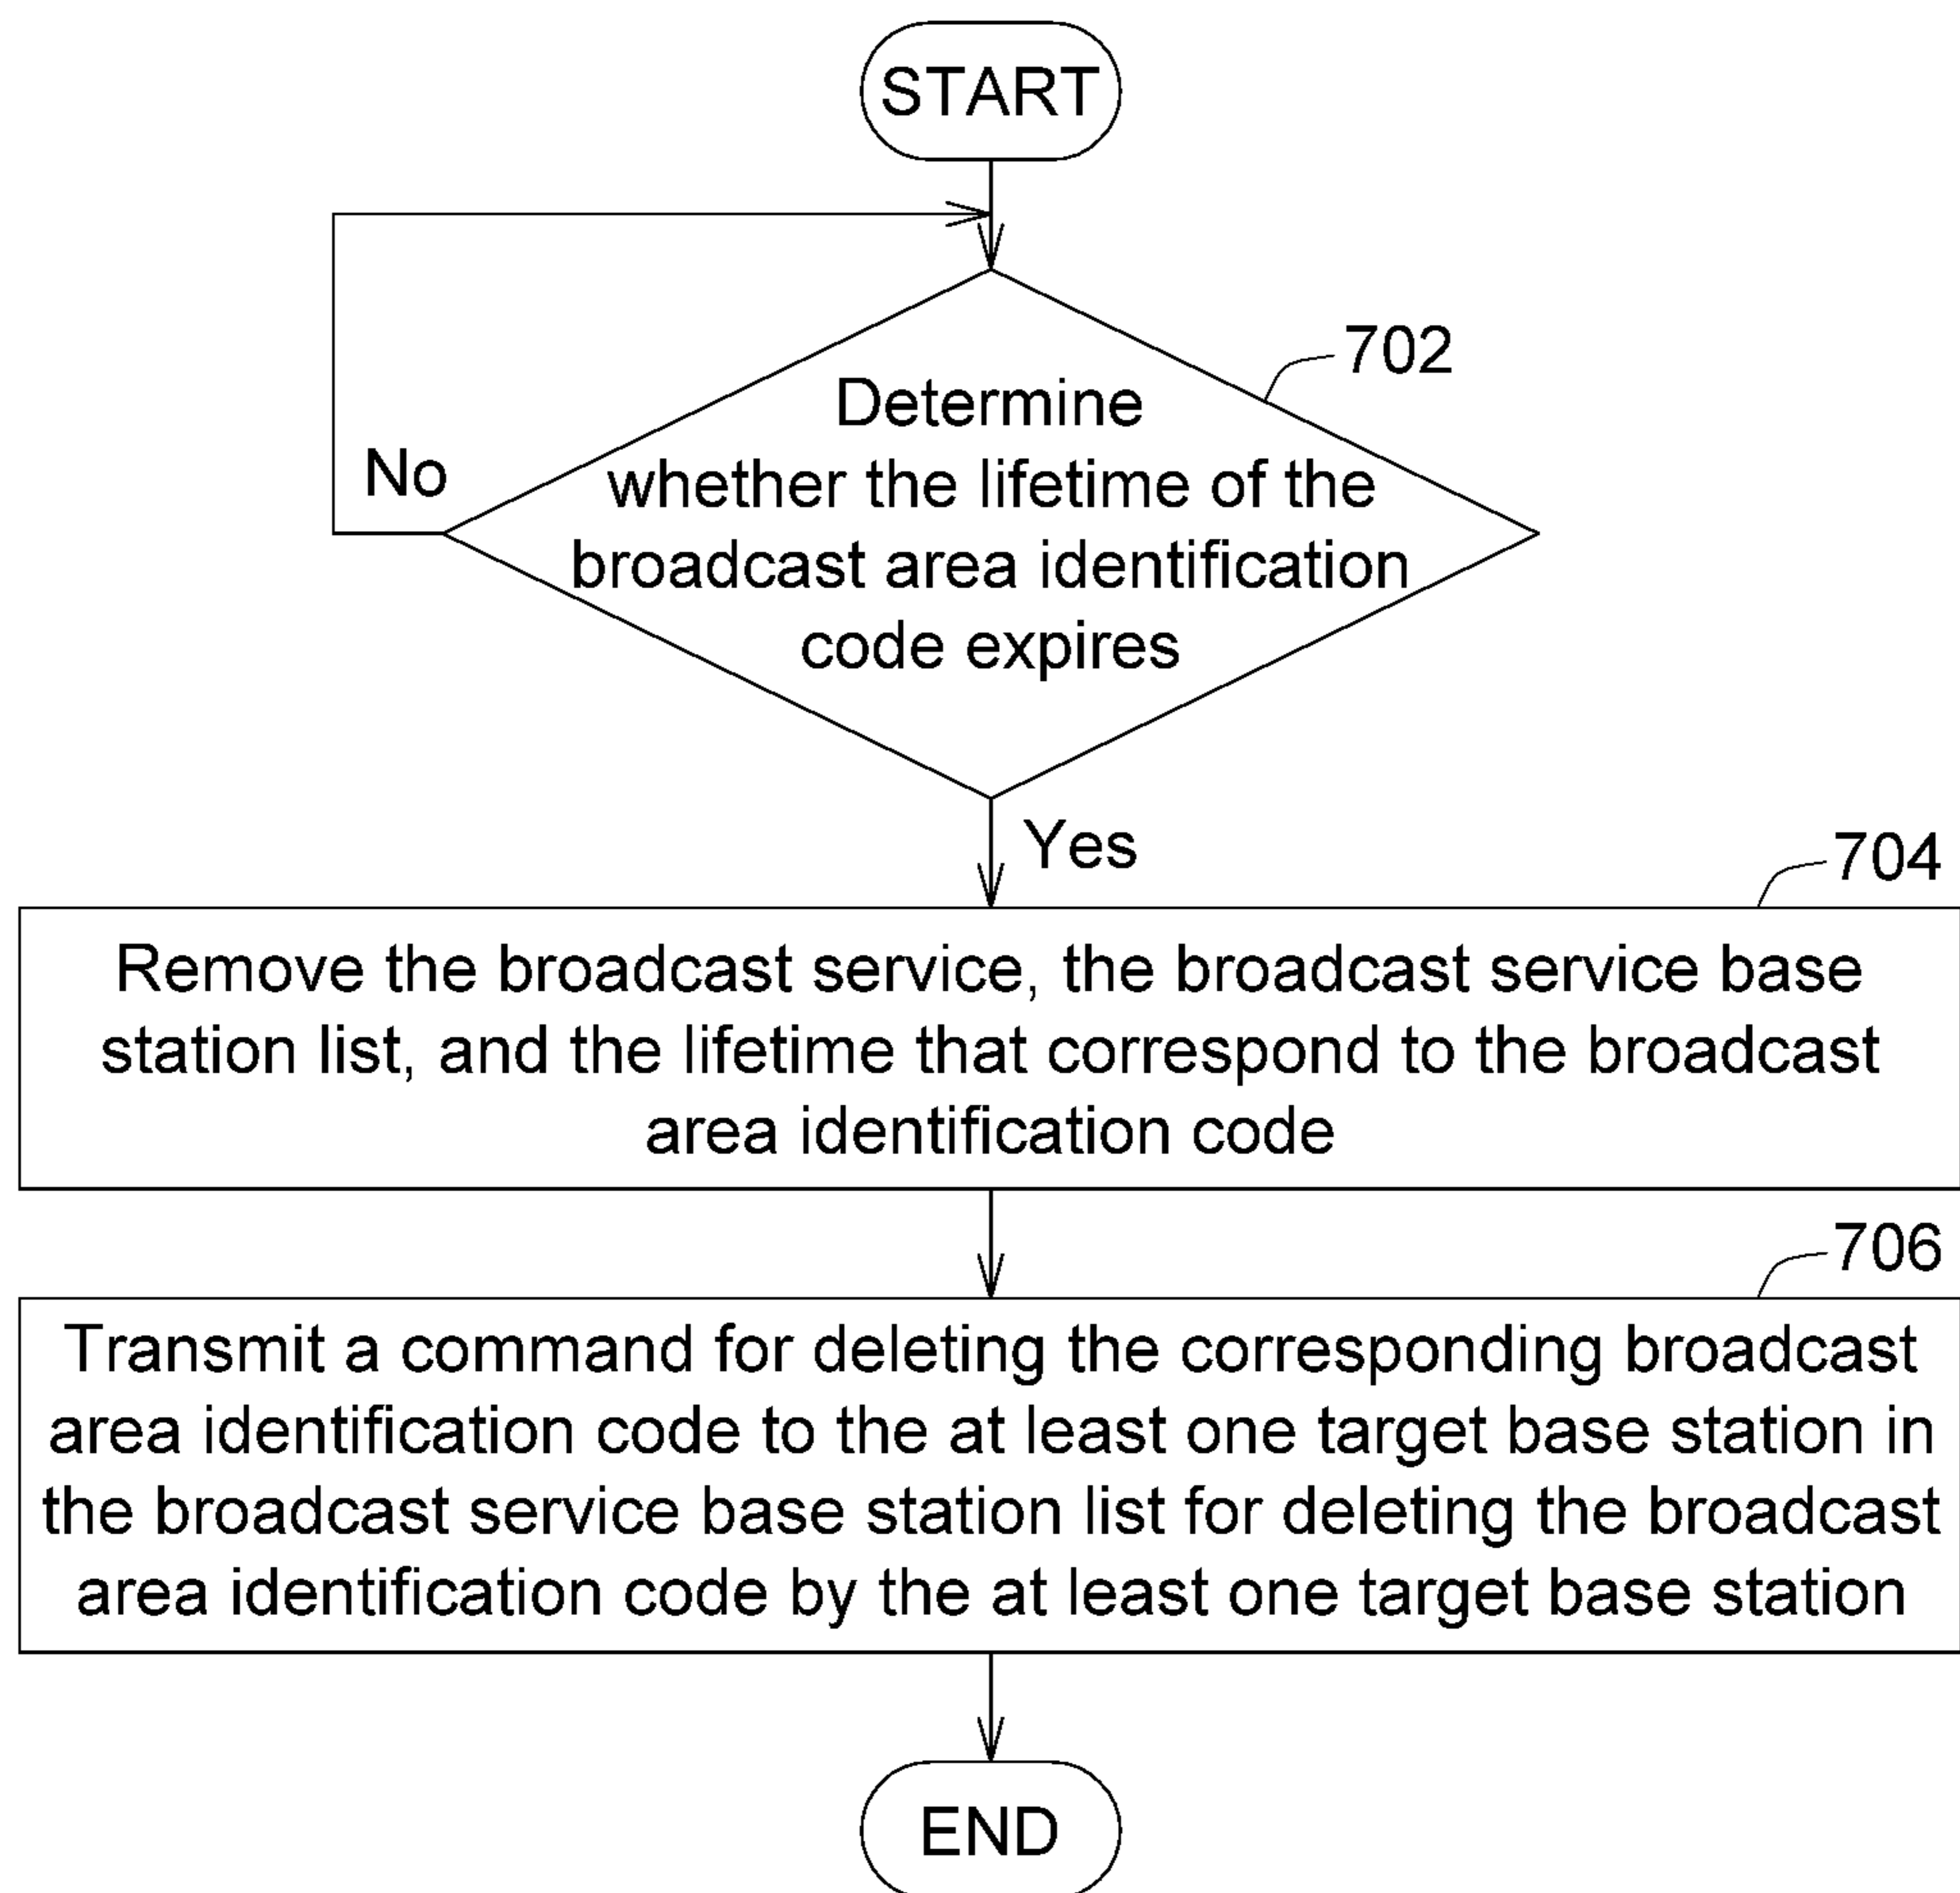 START
702
Determine
whether the lifetime of the
broadcast area identification
code expires
No
Yes
704
Remove the broadcast service, the broadcast service base
station list, and the lifetime that correspond to the broadcast
area identification code
706
Transmit a command for deleting the corresponding broadcast
area identification code to the at least one target base station in
the broadcast service base station list for deleting the broadcast
area identification code by the at least one target base station
END